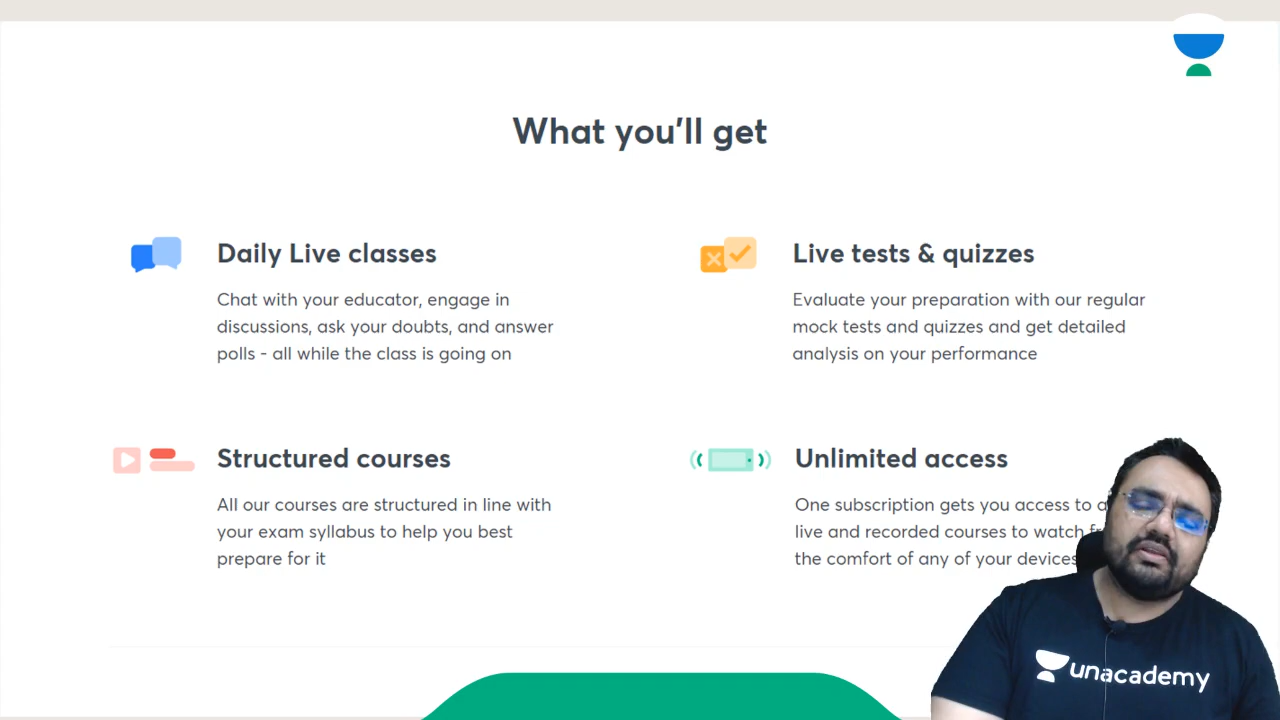 What you'll get
Daily Live classes
Chat with your educator, engage in
discussions, ask your doubts, and answer
polls - all while the class is going on
Live tests & quizzes
Evaluate your preparation with our regular
mock tests and quizzes and get detailed
analysis on your performance
Structured courses
All our courses are structured in line with
your exam syllabus to help you best
prepare for it
Unlimited access
One subscription gets you access to
live and recorded courses to watch
the comfort of any of your devices
unacademy